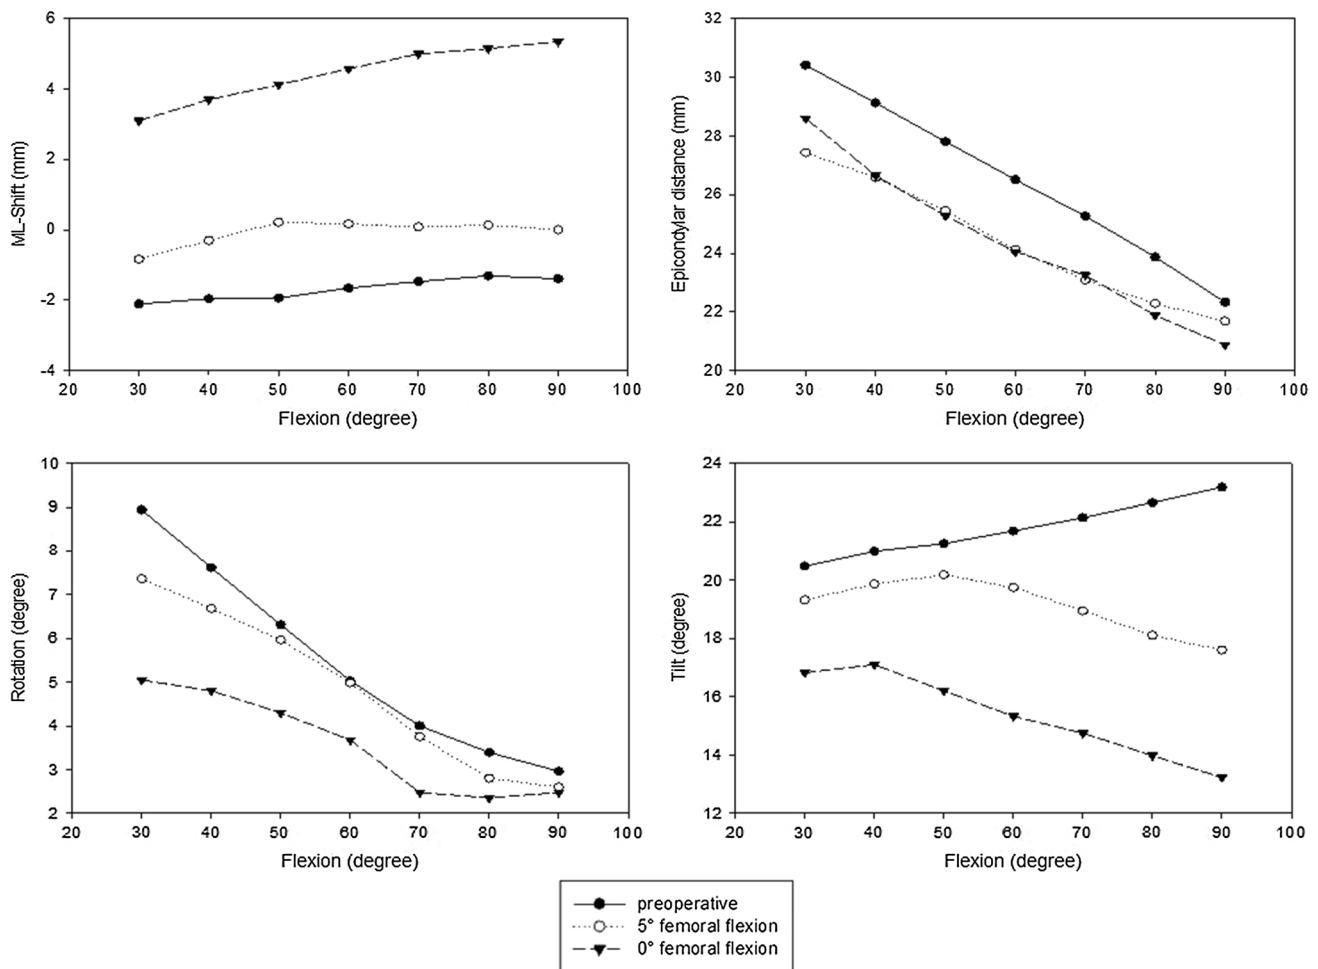 6
4
2
0
-2
-4
ML-Shift (mm)
20 30 40 50 60 70 80 90 100
Flexion (degree)
32
30
28
26
24
22
20
Epicondylar distance (mm)
20 30 40 50 60 70 80 90 100
Flexion (degree)
10
9
8
7
6
5
4
3
2
Rotation (degree)
20 30 40 50 60 70 80 90 100
Flexion (degree)
24
22
20
18
16
14
12
Tilt (degree)
20 30 40 50 60 70 80 90 100
Flexion (degree)
preoperative
5° femoral flexion
0° femoral flexion